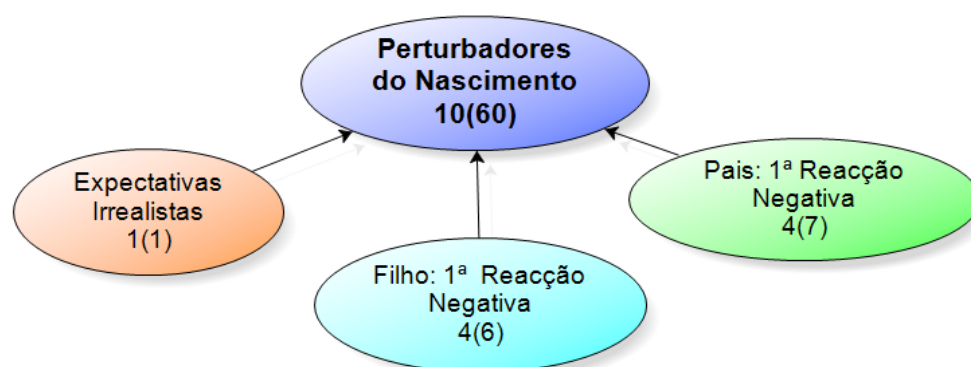 Perturbadores
do Nascimento
10(60)
Expectativas
Irrealistas
1(1)
Pais: 1ª Reacção
Negativa
4(7)
Filho: 1ª Reacção
Negativa
4(6)